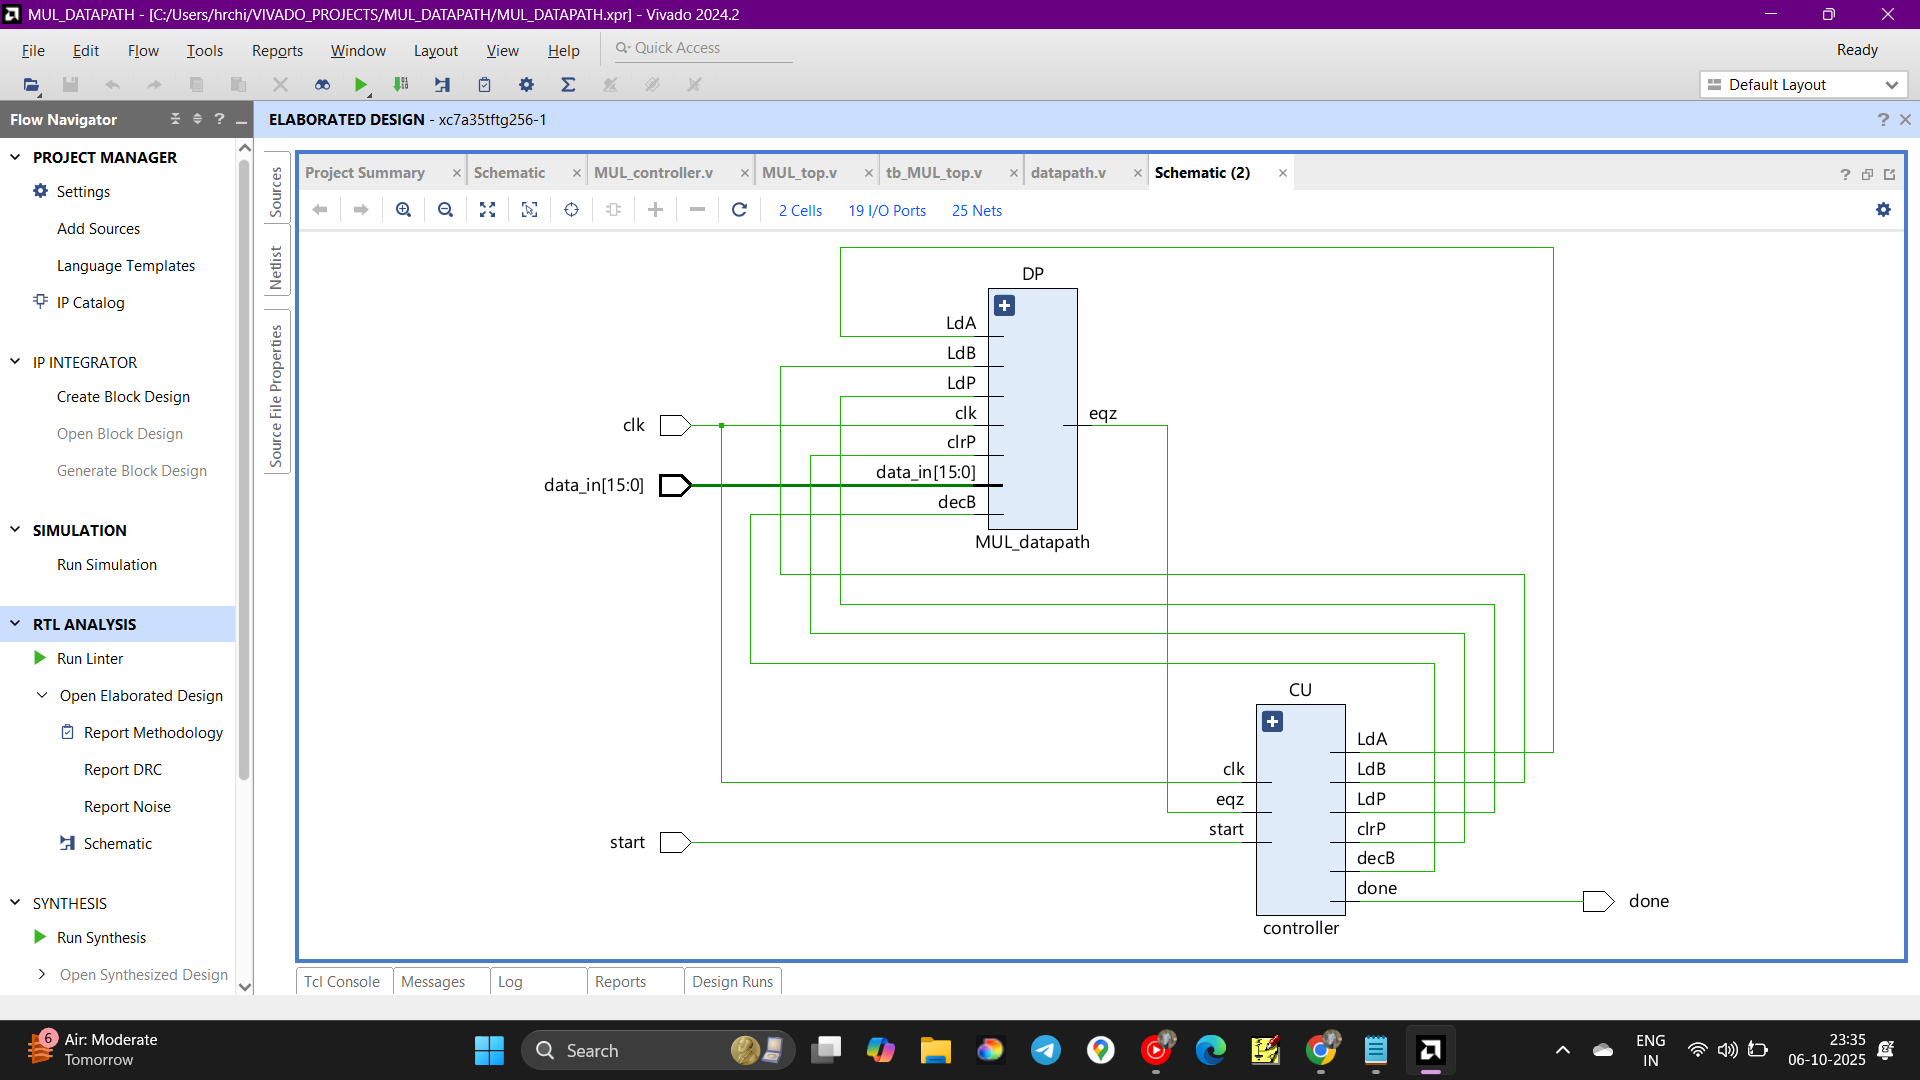 MUL_DATAPATH - [C:/Users/hrchi/VIVADO_PROJECTS/MUL_DATAPATH/MUL_DATAPATH.xpr] - Vivado 2024.2
File Edit Flow Tools Reports Window Layout View Help Quick Access Ready
Default Layout
Flow Navigator
ELABORATED DESIGN - xc7a35tftg256-1
PROJECT MANAGER
Settings
Add Sources
Language Templates
IP Catalog
IP INTEGRATOR
Create Block Design
Open Block Design
Generate Block Design
SIMULATION
Run Simulation
RTL ANALYSIS
Run Linter
Open Elaborated Design
Report Methodology
Report DRC
Report Noise
Schematic
SYNTHESIS
Run Synthesis
Open Synthesized Design
Sources
Netlist
Source File Properties
Project Summary Schematic MUL_controller.v MUL_top.v tb_MUL_top.v datapath.v Schematic (2)
2 Cells 19 I/O Ports 25 Nets
DP
LdA
LdB
LdP
clk
clrP
data_in[15:0]
decB
eqz
MUL_datapath
clk
data_in[15:0]
start
CU
clk
eqz
start
LdA
LdB
LdP
clrP
decB
done
controller
done
Tcl Console Messages Log Reports Design Runs
6
Air: Moderate
Tomorrow
Search
ENG
IN
23:35
06-10-2025